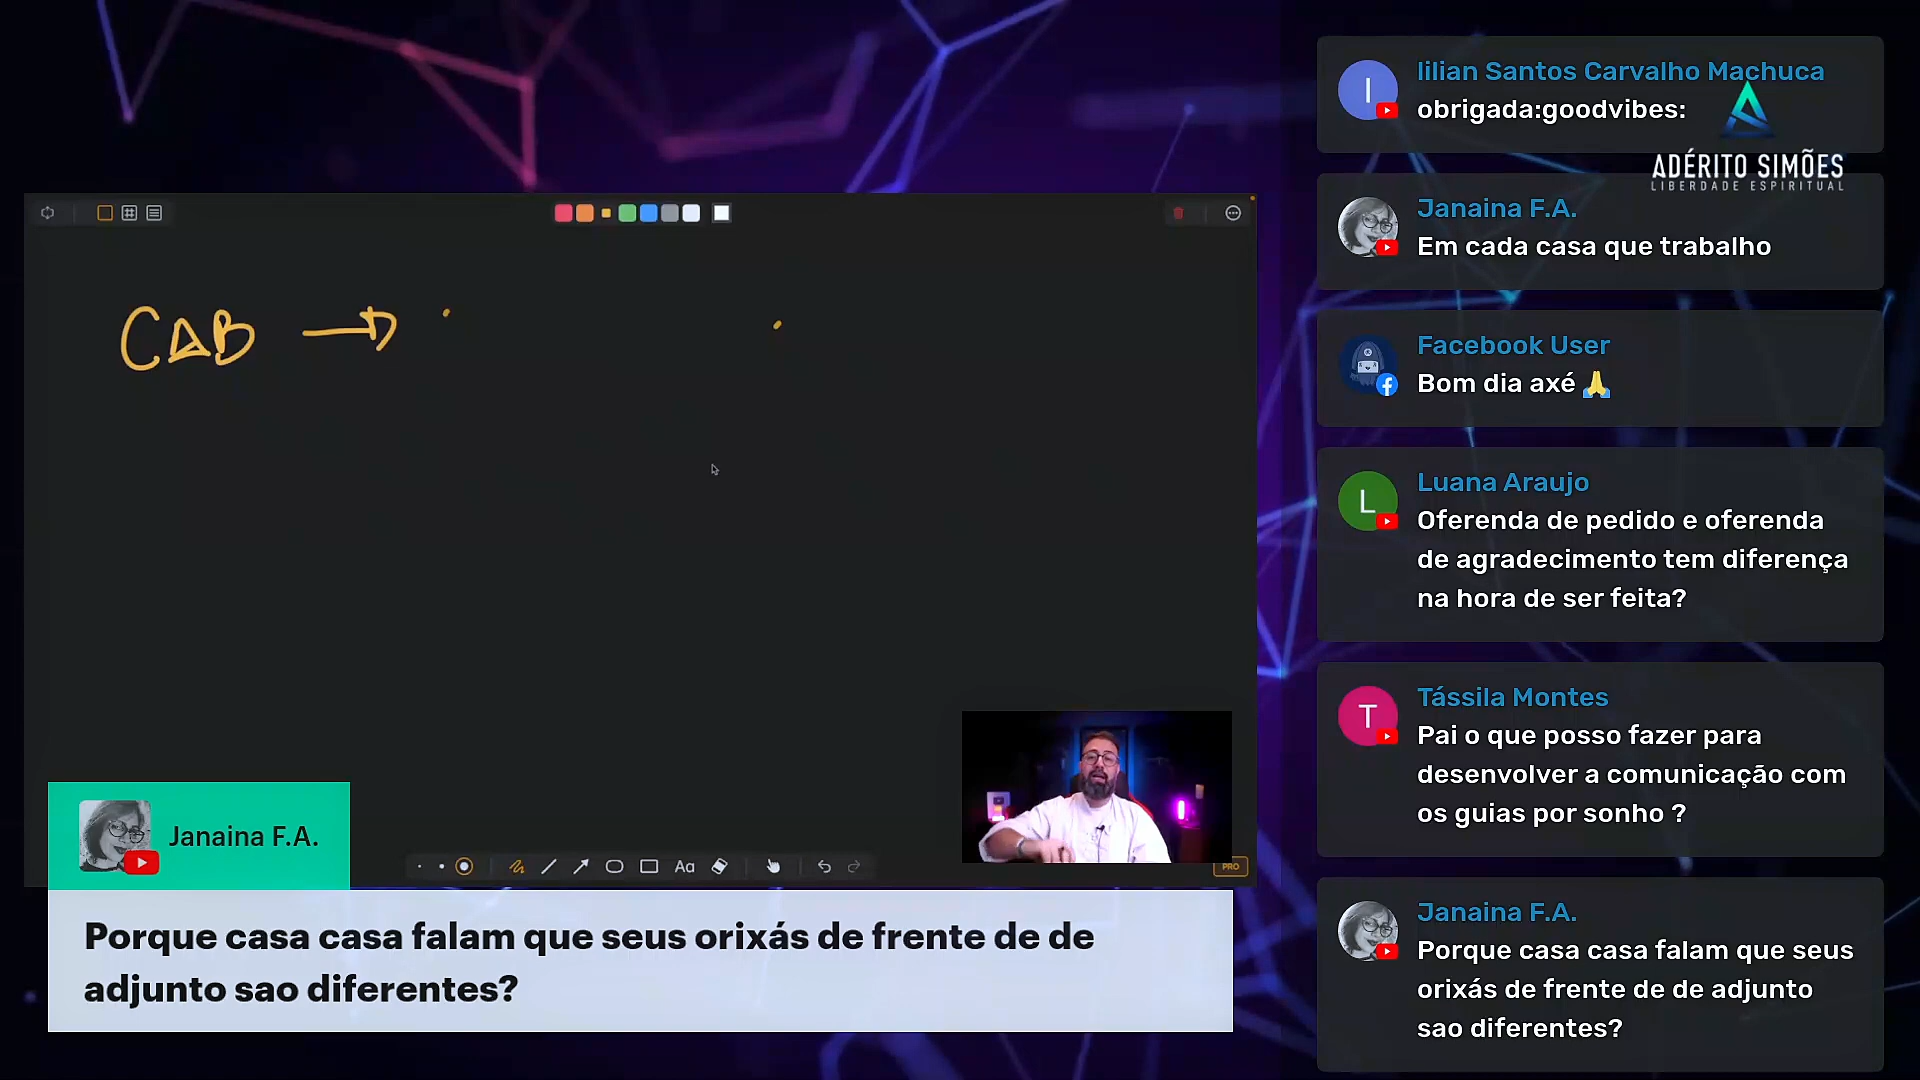 CAB
Aa
PRO
Janaina F.A.
Porque casa casa falam que seus orixás de frente de de
adjunto sao diferentes?
I
lilian Santos Carvalho Machuca
obrigada:goodvibes:
ADÉRITO SIMÕES
LIBERDADE ESPIRITUAL
Janaina F.A.
Em cada casa que trabalho
Facebook User
Bom dia axé 🙏
L
Luana Araujo
Oferenda de pedido e oferenda
de agradecimento tem diferença
na hora de ser feita?
T
Tássila Montes
Pai o que posso fazer para
desenvolver a comunicação com
os guias por sonho ?
Janaina F.A.
Porque casa casa falam que seus
orixás de frente de de adjunto
sao diferentes?